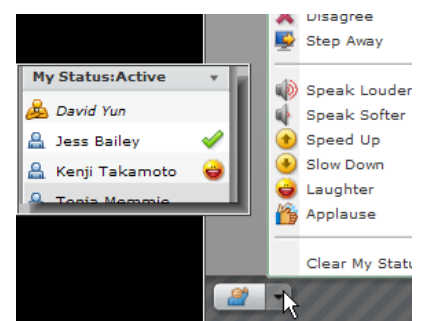 Disagree
Step Away
My Status:Active
David Yun
Jess Bailey
Kenji Takamoto
Speak Louder
Speak Softer
Speed Up
Slow Down
Laughter
Applause
Clear My